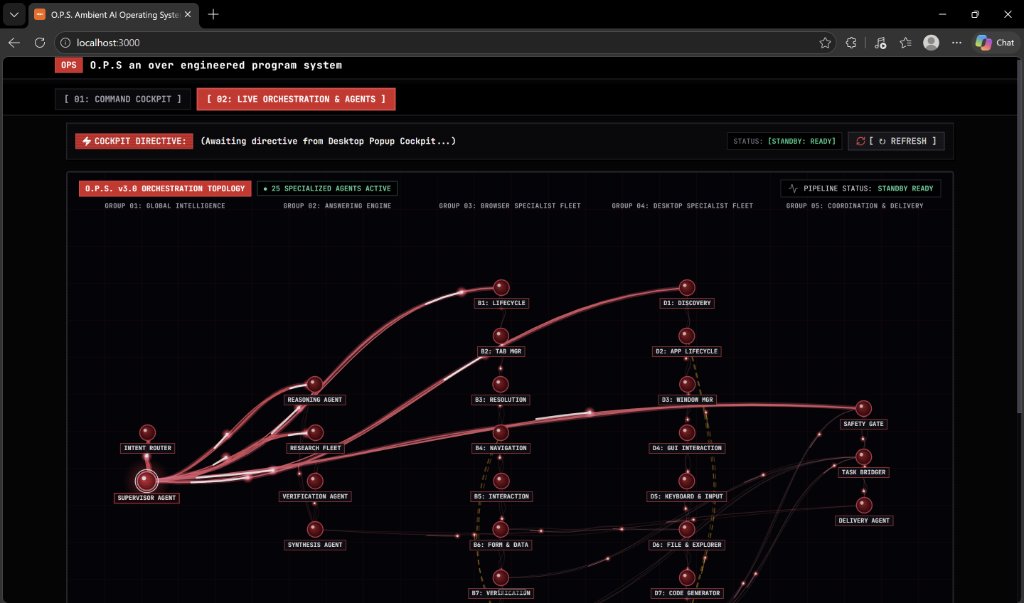 O.P.S. Ambient AI Operating Syste
localhost:3000
Chat
OPS O.P.S an over engineered program system
[ 01: COMMAND COCKPIT ] [ 02: LIVE ORCHESTRATION & AGENTS ]
COCKPIT DIRECTIVE: (Awaiting directive from Desktop Popup Cockpit...) STATUS: [STANDBY: READY] [ ↻ REFRESH ]
O.P.S. v3.0 ORCHESTRATION TOPOLOGY • 25 SPECIALIZED AGENTS ACTIVE PIPELINE STATUS: STANDBY READY
GROUP 01: GLOBAL INTELLIGENCE GROUP 02: ANSWERING ENGINE GROUP 03: BROWSER SPECIALIST FLEET GROUP 04: DESKTOP SPECIALIST FLEET GROUP 05: COORDINATION & DELIVERY
B1: LIFECYCLE D1: DISCOVERY
B2: TAB MGR D2: APP LIFECYCLE
REASONING AGENT B3: RESOLUTION D3: WINDOW MGR
SAFETY GATE
INTENT ROUTER RESEARCH FLEET B4: NAVIGATION D4: GUI INTERACTION
TASK BRIDGER
SUPERVISOR AGENT VERIFICATION AGENT B5: INTERACTION D5: KEYBOARD & INPUT
DELIVERY AGENT
SYNTHESIS AGENT B6: FORM & DATA D6: FILE & EXPLORER
B7: VERIFICATION D7: CODE GENERATOR